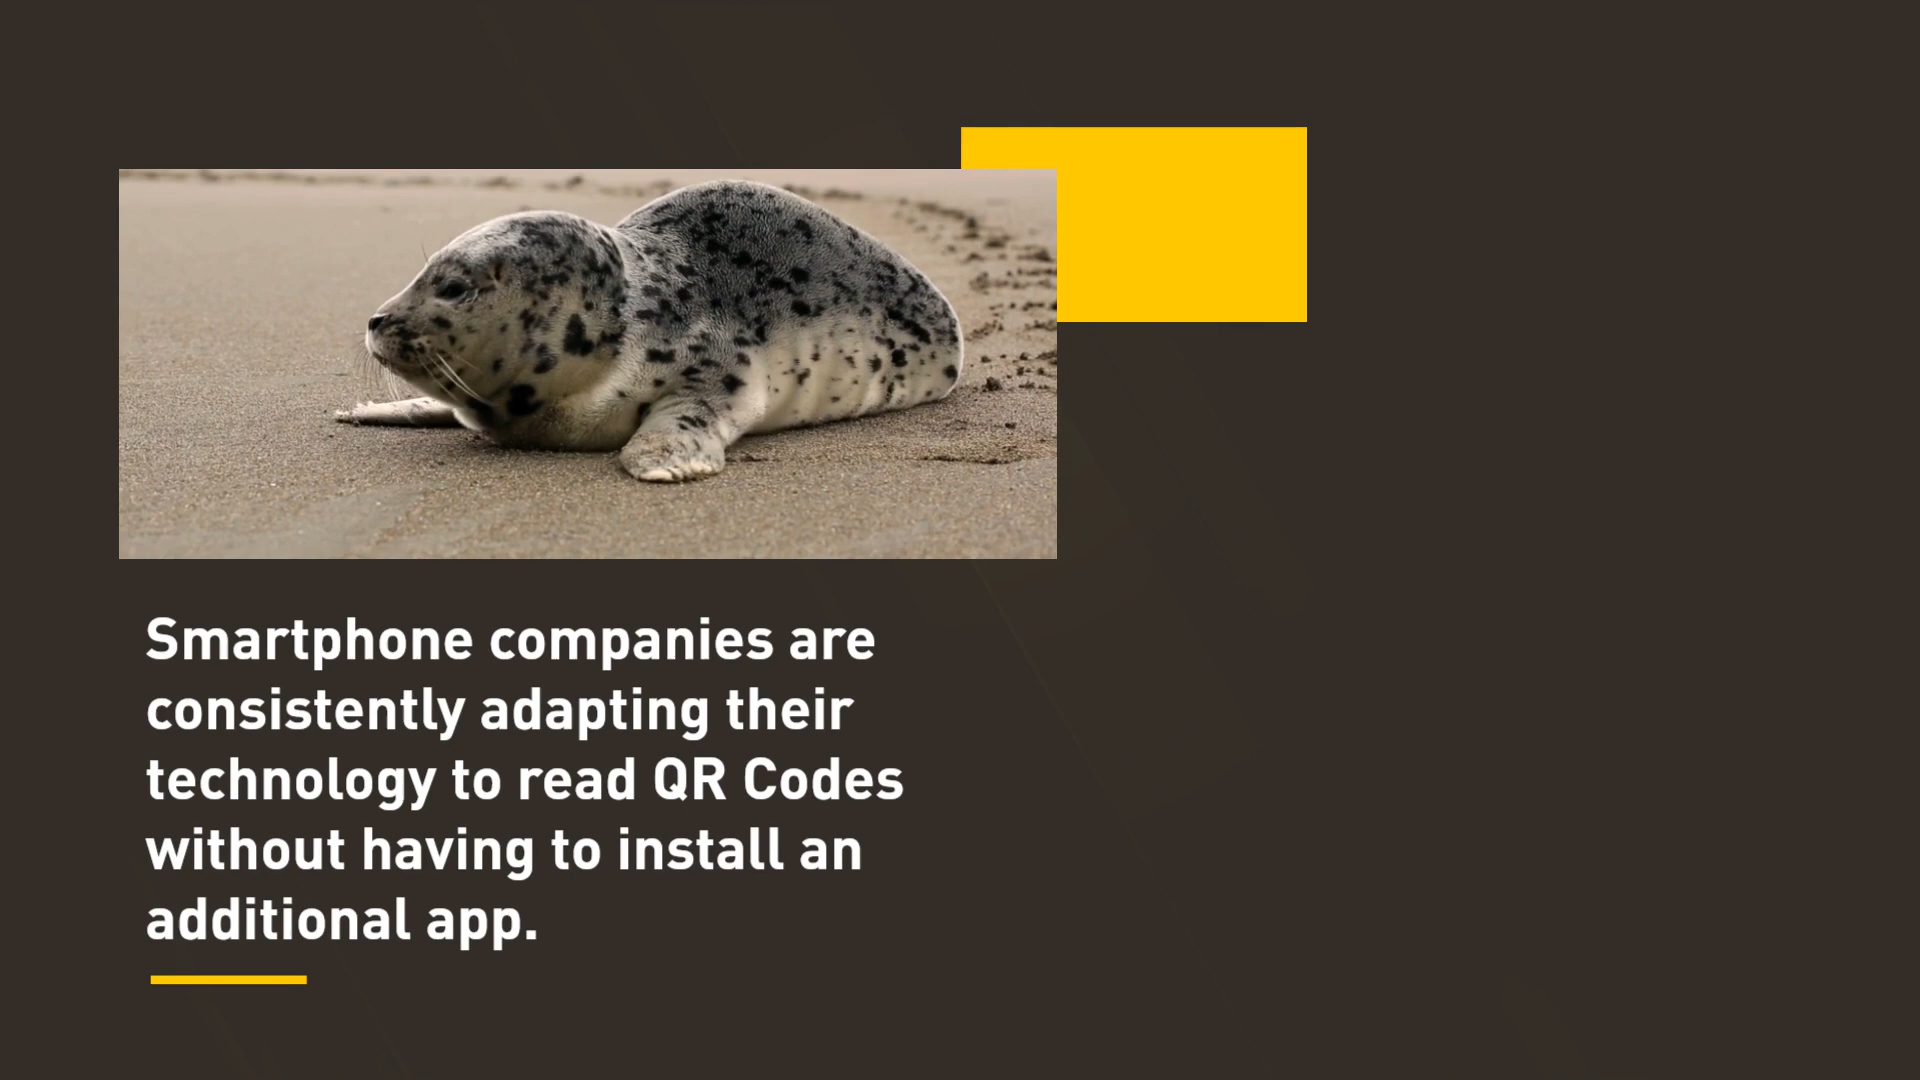 Smartphone companies are
consistently adapting their
technology to read QR Codes
without having to install an
additional app.